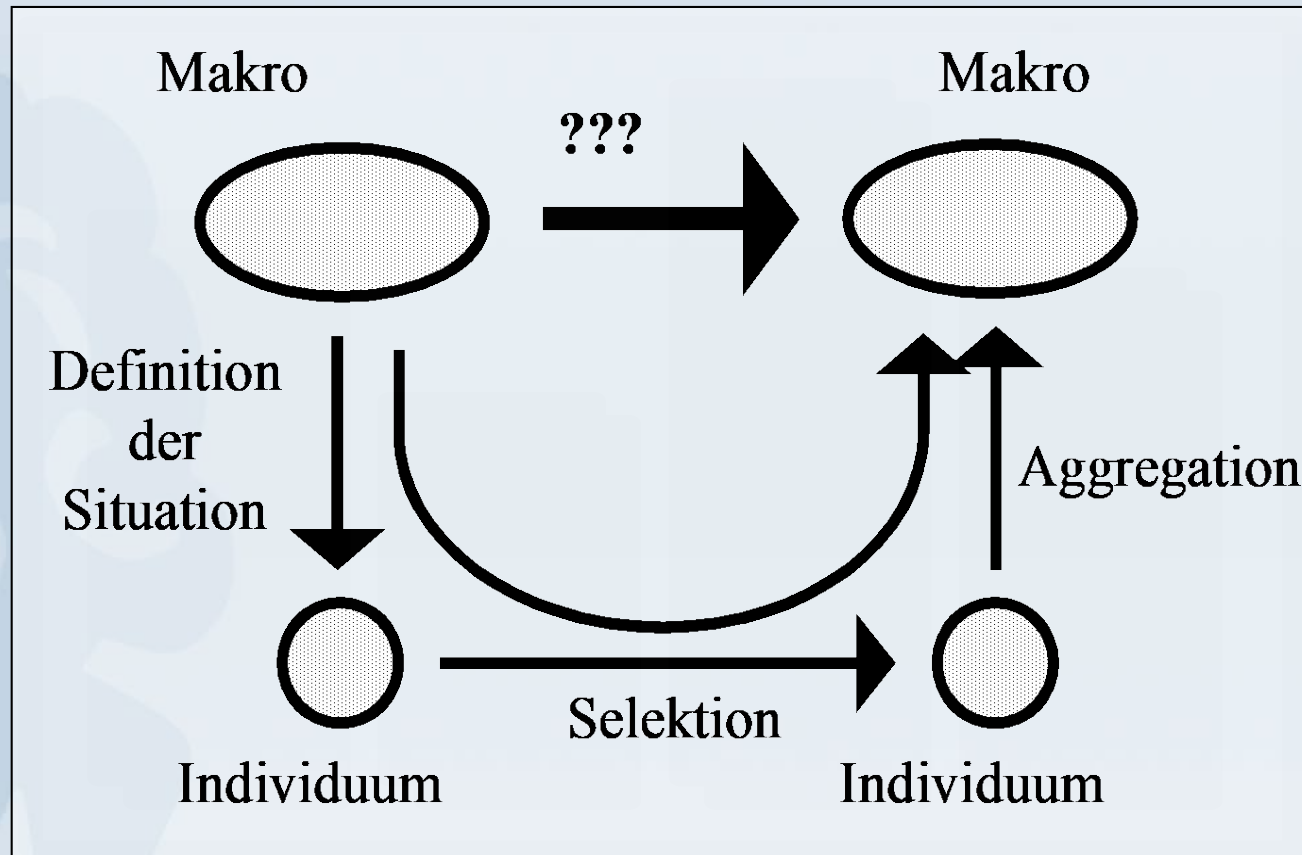 Makro
Makro
???
Definition
der
Situation
Aggregation
Selektion
Individuum
Individuum